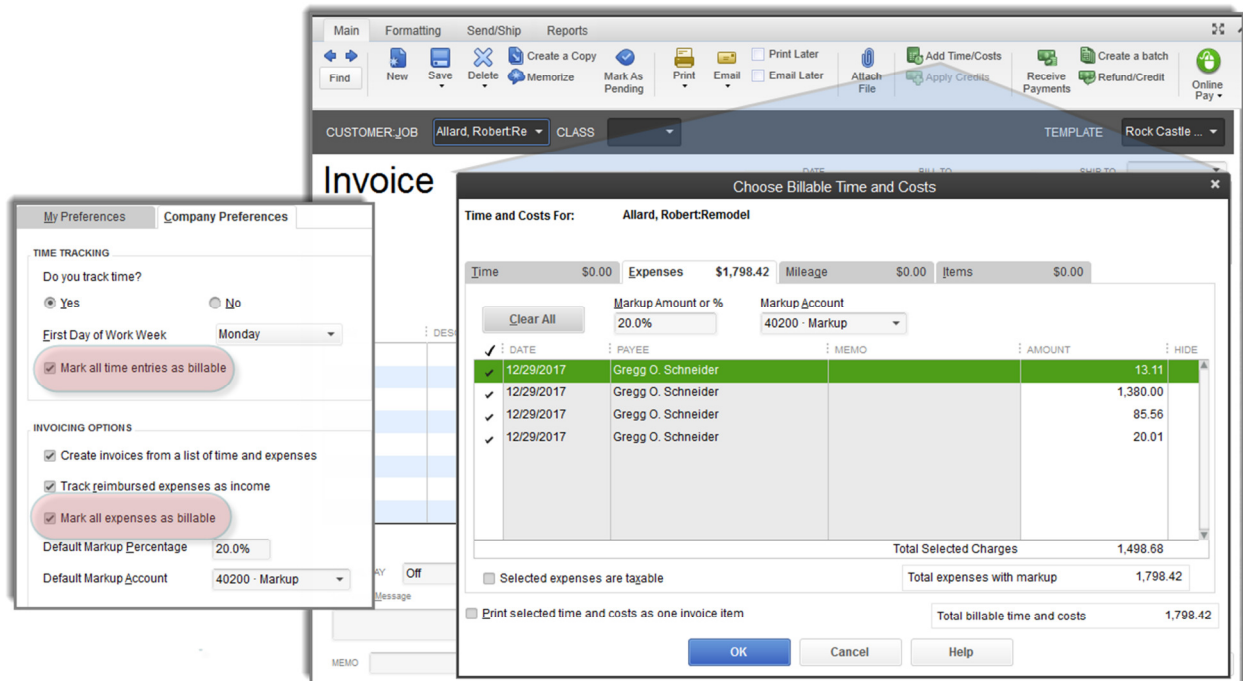 Main Formatting Send/Ship Reports
Find New Save Delete Create a Copy Memorize Mark As Pending Print Email Print Later Email Later Attach File Add Time/Costs Apply Credits Receive Payments Create a batch Refund/Credit Online Pay
CUSTOMER:JOB Allard, Robert:Re CLASS TEMPLATE Rock Castle ...
Invoice
DATE BILL TO SHIP TO
My Preferences Company Preferences
TIME TRACKING
Do you track time?
Yes No
First Day of Work Week Monday
Mark all time entries as billable
INVOICING OPTIONS
Create invoices from a list of time and expenses
Track reimbursed expenses as income
Mark all expenses as billable
Default Markup Percentage 20.0%
Default Markup Account 40200 · Markup
Off
Message
MEMO
Choose Billable Time and Costs
Time and Costs For: Allard, Robert:Remodel
Time $0.00 Expenses $1,798.42 Mileage $0.00 Items $0.00
Markup Amount or % Markup Account
Clear All 20.0% 40200 · Markup
DATE PAYEE MEMO AMOUNT HIDE
12/29/2017 Gregg O. Schneider 13.11
12/29/2017 Gregg O. Schneider 1,380.00
12/29/2017 Gregg O. Schneider 85.56
12/29/2017 Gregg O. Schneider 20.01
Total Selected Charges 1,498.68
Selected expenses are taxable Total expenses with markup 1,798.42
Print selected time and costs as one invoice item Total billable time and costs 1,798.42
OK Cancel Help